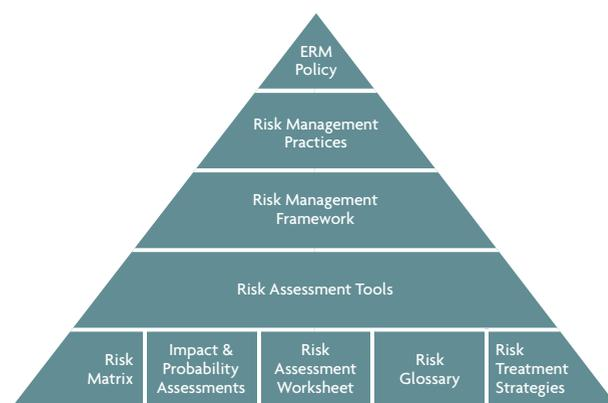 ERM
Policy
Risk Management
Practices
Risk Management
Framework
Risk Assessment Tools
Risk
Matrix
Impact &
Probability
Assessments
Risk
Assessment
Worksheet
Risk
Glossary
Risk
Treatment
Strategies